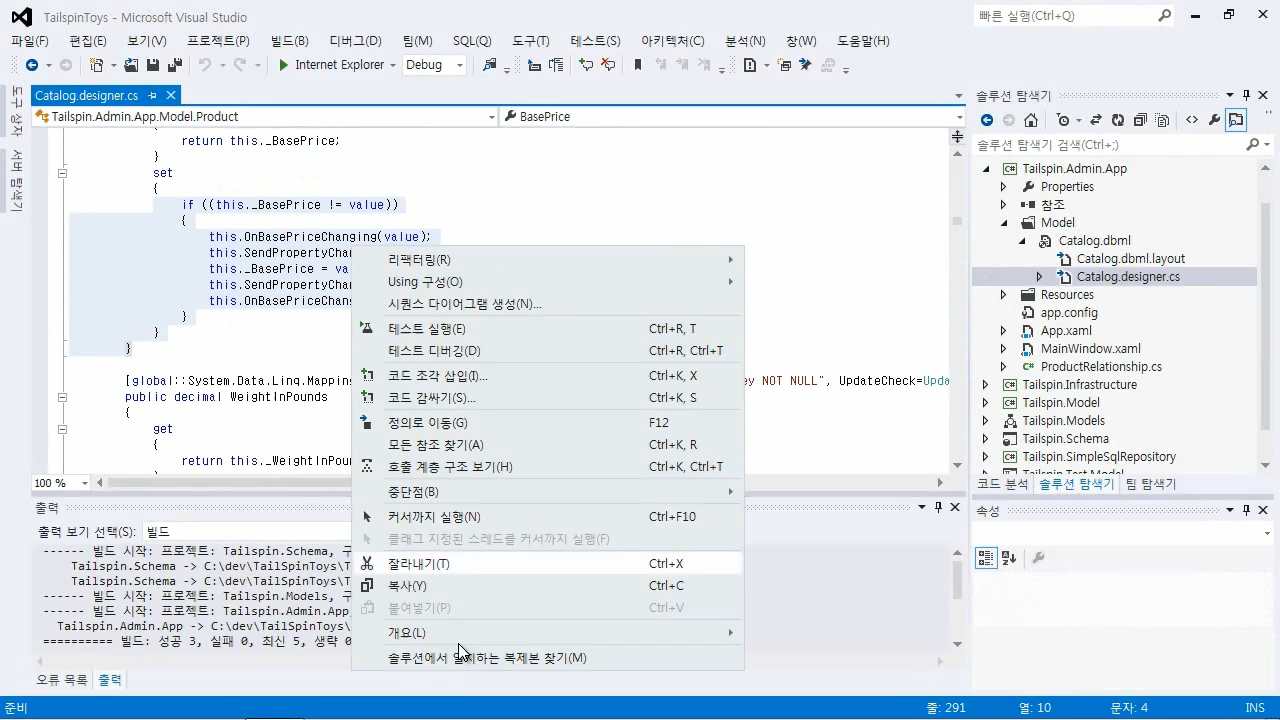 TailspinToys - Microsoft Visual Studio
빠른 실행(Ctrl+Q)
파일(F) 편집(E) 보기(V) 프로젝트(P) 빌드(B) 디버그(D) 팀(M) SQL(Q) 도구(T) 테스트(S) 아키텍처(C) 분석(N) 창(W) 도움말(H)
Internet Explorer Debug
도구 상자
서버 탐색기
Catalog.designer.cs
Tailspin.Admin.App.Model.Product BasePrice
return this._BasePrice;
}
set
{
if ((this._BasePrice != value))
{
this.OnBasePriceChanging(value);
this.SendPropertyChan
this._BasePrice = va
this.SendPropertyChan
this.OnBasePriceChang
}
}
}
[global::System.Data.Linq.Mapping ey NOT NULL", UpdateCheck=Upda
public decimal WeightInPounds
{
get
{
return this._WeightInPoun
100 %
리팩터링(R)
Using 구성(O)
시퀀스 다이어그램 생성(N)...
테스트 실행(E) Ctrl+R, T
테스트 디버깅(D) Ctrl+R, Ctrl+T
코드 조각 삽입(I)... Ctrl+K, X
코드 감싸기(S)... Ctrl+K, S
정의로 이동(G) F12
모든 참조 찾기(A) Ctrl+K, R
호출 계층 구조 보기(H) Ctrl+K, Ctrl+T
중단점(B)
커서까지 실행(N) Ctrl+F10
플래그 지정된 스레드를 커서까지 실행(F)
잘라내기(T) Ctrl+X
복사(Y) Ctrl+C
붙여넣기(P) Ctrl+V
개요(L)
솔루션에서 일치하는 복제본 찾기(M)
출력
출력 보기 선택(S): 빌드
------ 빌드 시작: 프로젝트: Tailspin.Schema, 구
Tailspin.Schema -> C:\dev\TailSpinToys\T
Tailspin.Schema -> C:\dev\TailSpinToys\T
------ 빌드 시작: 프로젝트: Tailspin.Models, 구
------ 빌드 시작: 프로젝트: Tailspin.Admin.App,
Tailspin.Admin.App -> C:\dev\TailSpinToys
========== 빌드: 성공 3, 실패 0, 최신 5, 생략 0
오류 목록 출력
솔루션 탐색기
솔루션 탐색기 검색(Ctrl+;)
Tailspin.Admin.App
Properties
참조
Model
Catalog.dbml
Catalog.dbml.layout
Catalog.designer.cs
Resources
app.config
App.xaml
MainWindow.xaml
ProductRelationship.cs
Tailspin.Infrastructure
Tailspin.Model
Tailspin.Models
Tailspin.Schema
Tailspin.SimpleSqlRepository
Tailspin.Test.Model
코드 분석 솔루션 탐색기 팀 탐색기
속성
준비 줄: 291 열: 10 문자: 4 INS